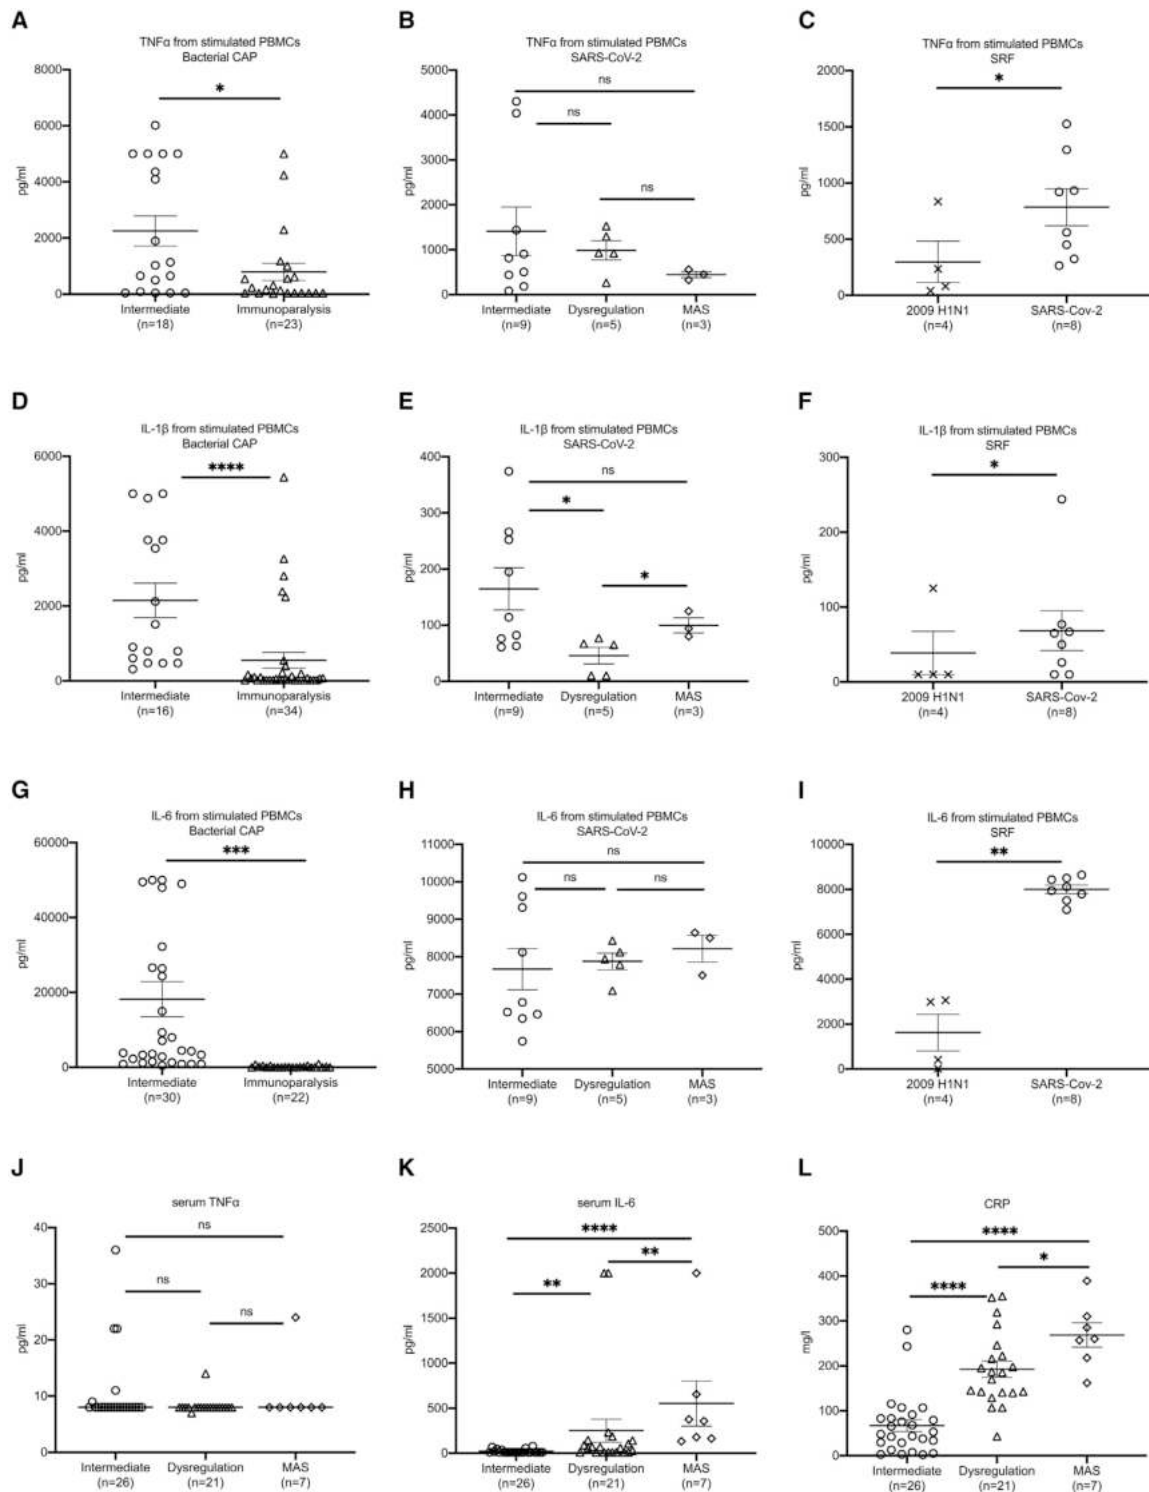 A
TNFα from stimulated PBMCs
Bacterial CAP
8000
6000
4000
2000
0
pg/ml
*
Intermediate
(n=18)
Immunoparalysis
(n=23)
B
TNFα from stimulated PBMCs
SARS-CoV-2
5000
4000
3000
2000
1000
0
pg/ml
ns
ns
ns
Intermediate
(n=9)
Dysregulation
(n=5)
MAS
(n=3)
C
TNFα from stimulated PBMCs
SRF
2000
1500
1000
500
0
pg/ml
*
2009 H1N1
(n=4)
SARS-Cov-2
(n=8)
D
IL-1β from stimulated PBMCs
Bacterial CAP
6000
4000
2000
0
pg/ml
****
Intermediate
(n=16)
Immunoparalysis
(n=34)
E
IL-1β from stimulated PBMCs
SARS-CoV-2
400
300
200
100
0
pg/ml
ns
*
*
Intermediate
(n=9)
Dysregulation
(n=5)
MAS
(n=3)
F
IL-1β from stimulated PBMCs
SRF
300
200
100
0
pg/ml
*
2009 H1N1
(n=4)
SARS-Cov-2
(n=8)
G
IL-6 from stimulated PBMCs
Bacterial CAP
60000
40000
20000
0
pg/ml
***
Intermediate
(n=30)
Immunoparalysis
(n=22)
H
IL-6 from stimulated PBMCs
SARS-CoV-2
11000
10000
9000
8000
7000
6000
5000
pg/ml
ns
ns
ns
Intermediate
(n=9)
Dysregulation
(n=5)
MAS
(n=3)
I
IL-6 from stimulated PBMCs
SRF
10000
8000
6000
4000
2000
0
pg/ml
**
2009 H1N1
(n=4)
SARS-Cov-2
(n=8)
J
serum TNFα
40
30
20
10
0
pg/ml
ns
ns
ns
Intermediate
(n=26)
Dysregulation
(n=21)
MAS
(n=7)
K
serum IL-6
2500
2000
1500
1000
500
0
pg/ml
****
**
**
Intermediate
(n=26)
Dysregulation
(n=21)
MAS
(n=7)
L
CRP
500
400
300
200
100
0
mg/l
****
*
****
Intermediate
(n=26)
Dysregulation
(n=21)
MAS
(n=7)